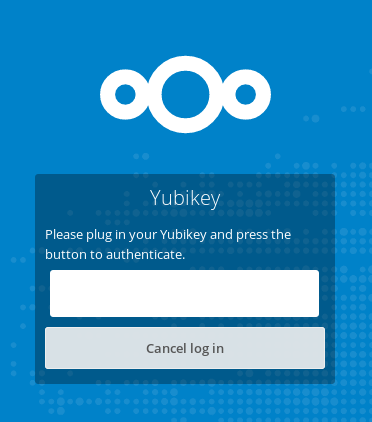 Yubikey
Please plug in your Yubikey and press the
button to authenticate.
Cancel log in